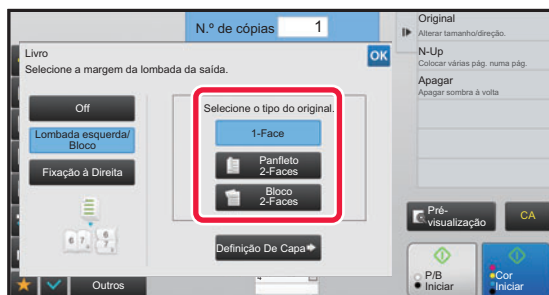 N.º de cópias 1
Original
Alterar tamanho/direção.
N-Up
Colocar várias pág. numa pág.
Apagar
Apagar sombra à volta
Livro
OK
Selecione a margem da lombada da saída.
Off
Lombada esquerda/
Bloco
Fixação à Direita
Selecione o tipo do original.
1-Face
Panfleto
2-Faces
Bloco
2-Faces
Definição De Capa
Pré-
visualização
CA
P/B
Iniciar
Cor
Iniciar
Outros